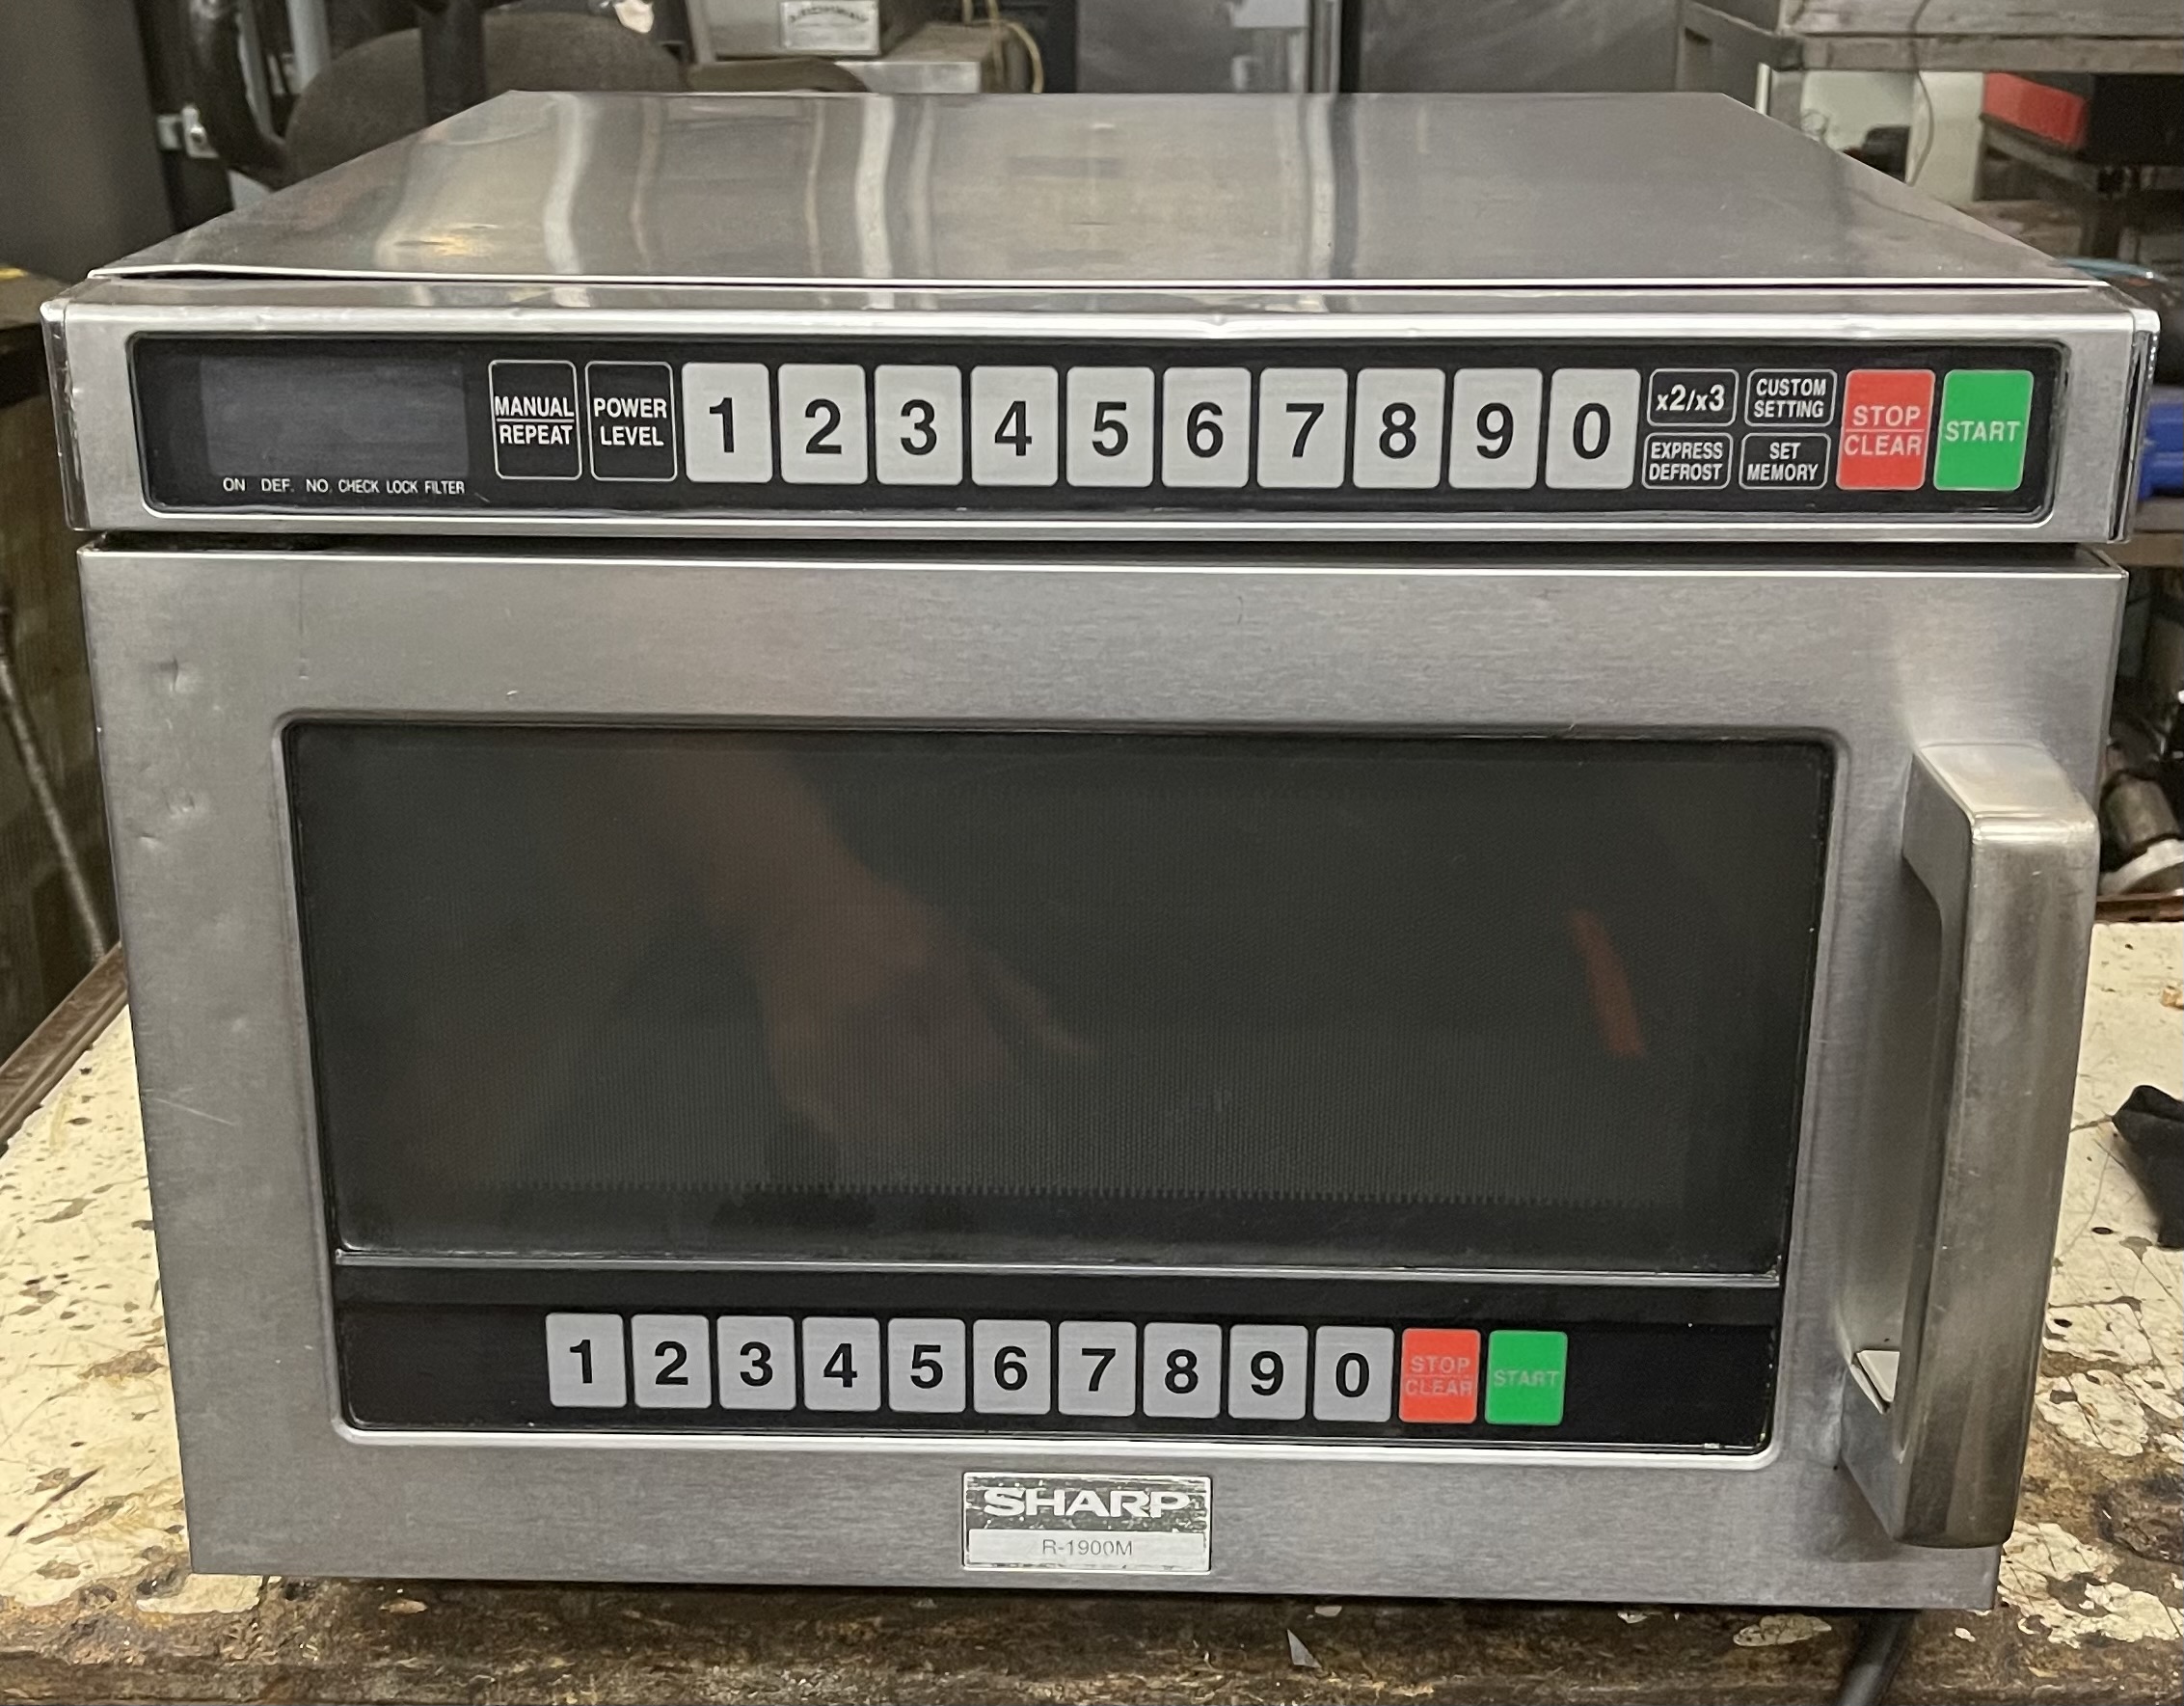 MANUAL
REPEAT
POWER
LEVEL
1 2 3 4 5 6 7 8 9 0
x2/x3
CUSTOM
SETTING
EXPRESS
DEFROST
SET
MEMORY
STOP
CLEAR
START
ON DEF. NO. CHECK LOCK FILTER
1 2 3 4 5 6 7 8 9 0
STOP
CLEAR
START
SHARP
R-1900M